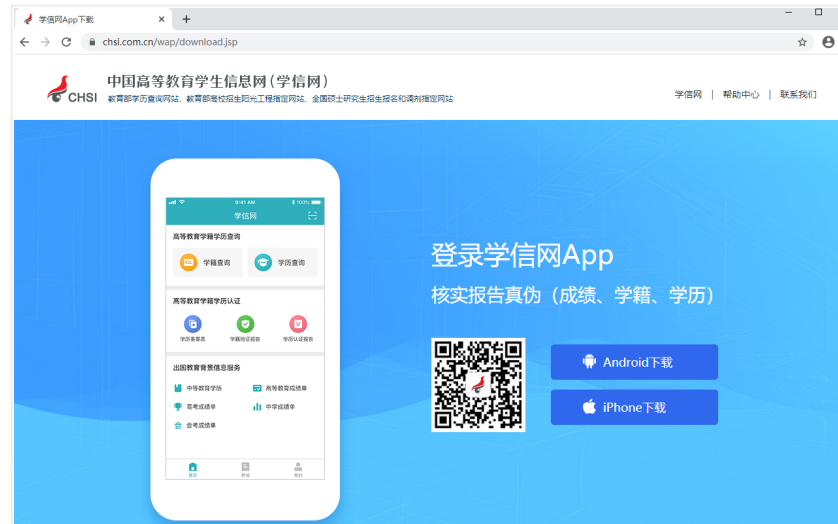 学信网App下载
chsi.com.cn/wap/download.jsp
CHSI
中国高等教育学生信息网(学信网)
教育部学历查询网站、教育部高校招生阳光工程指定网站、全国硕士研究生招生报名和调剂指定网站
学信网 | 帮助中心 | 联系我们
9:41 AM 100%
学信网
高等教育学籍学历查询
学籍查询 学历查询
高等教育学籍学历认证
学历备案表 学籍验证报告 学历认证报告
出国教育背景信息服务
中等教育学历 高等教育成绩单
高考成绩单 中学成绩单
会考成绩单
首页 新闻 我的
登录学信网App
核实报告真伪(成绩、学籍、学历)
Android下载
iPhone下载